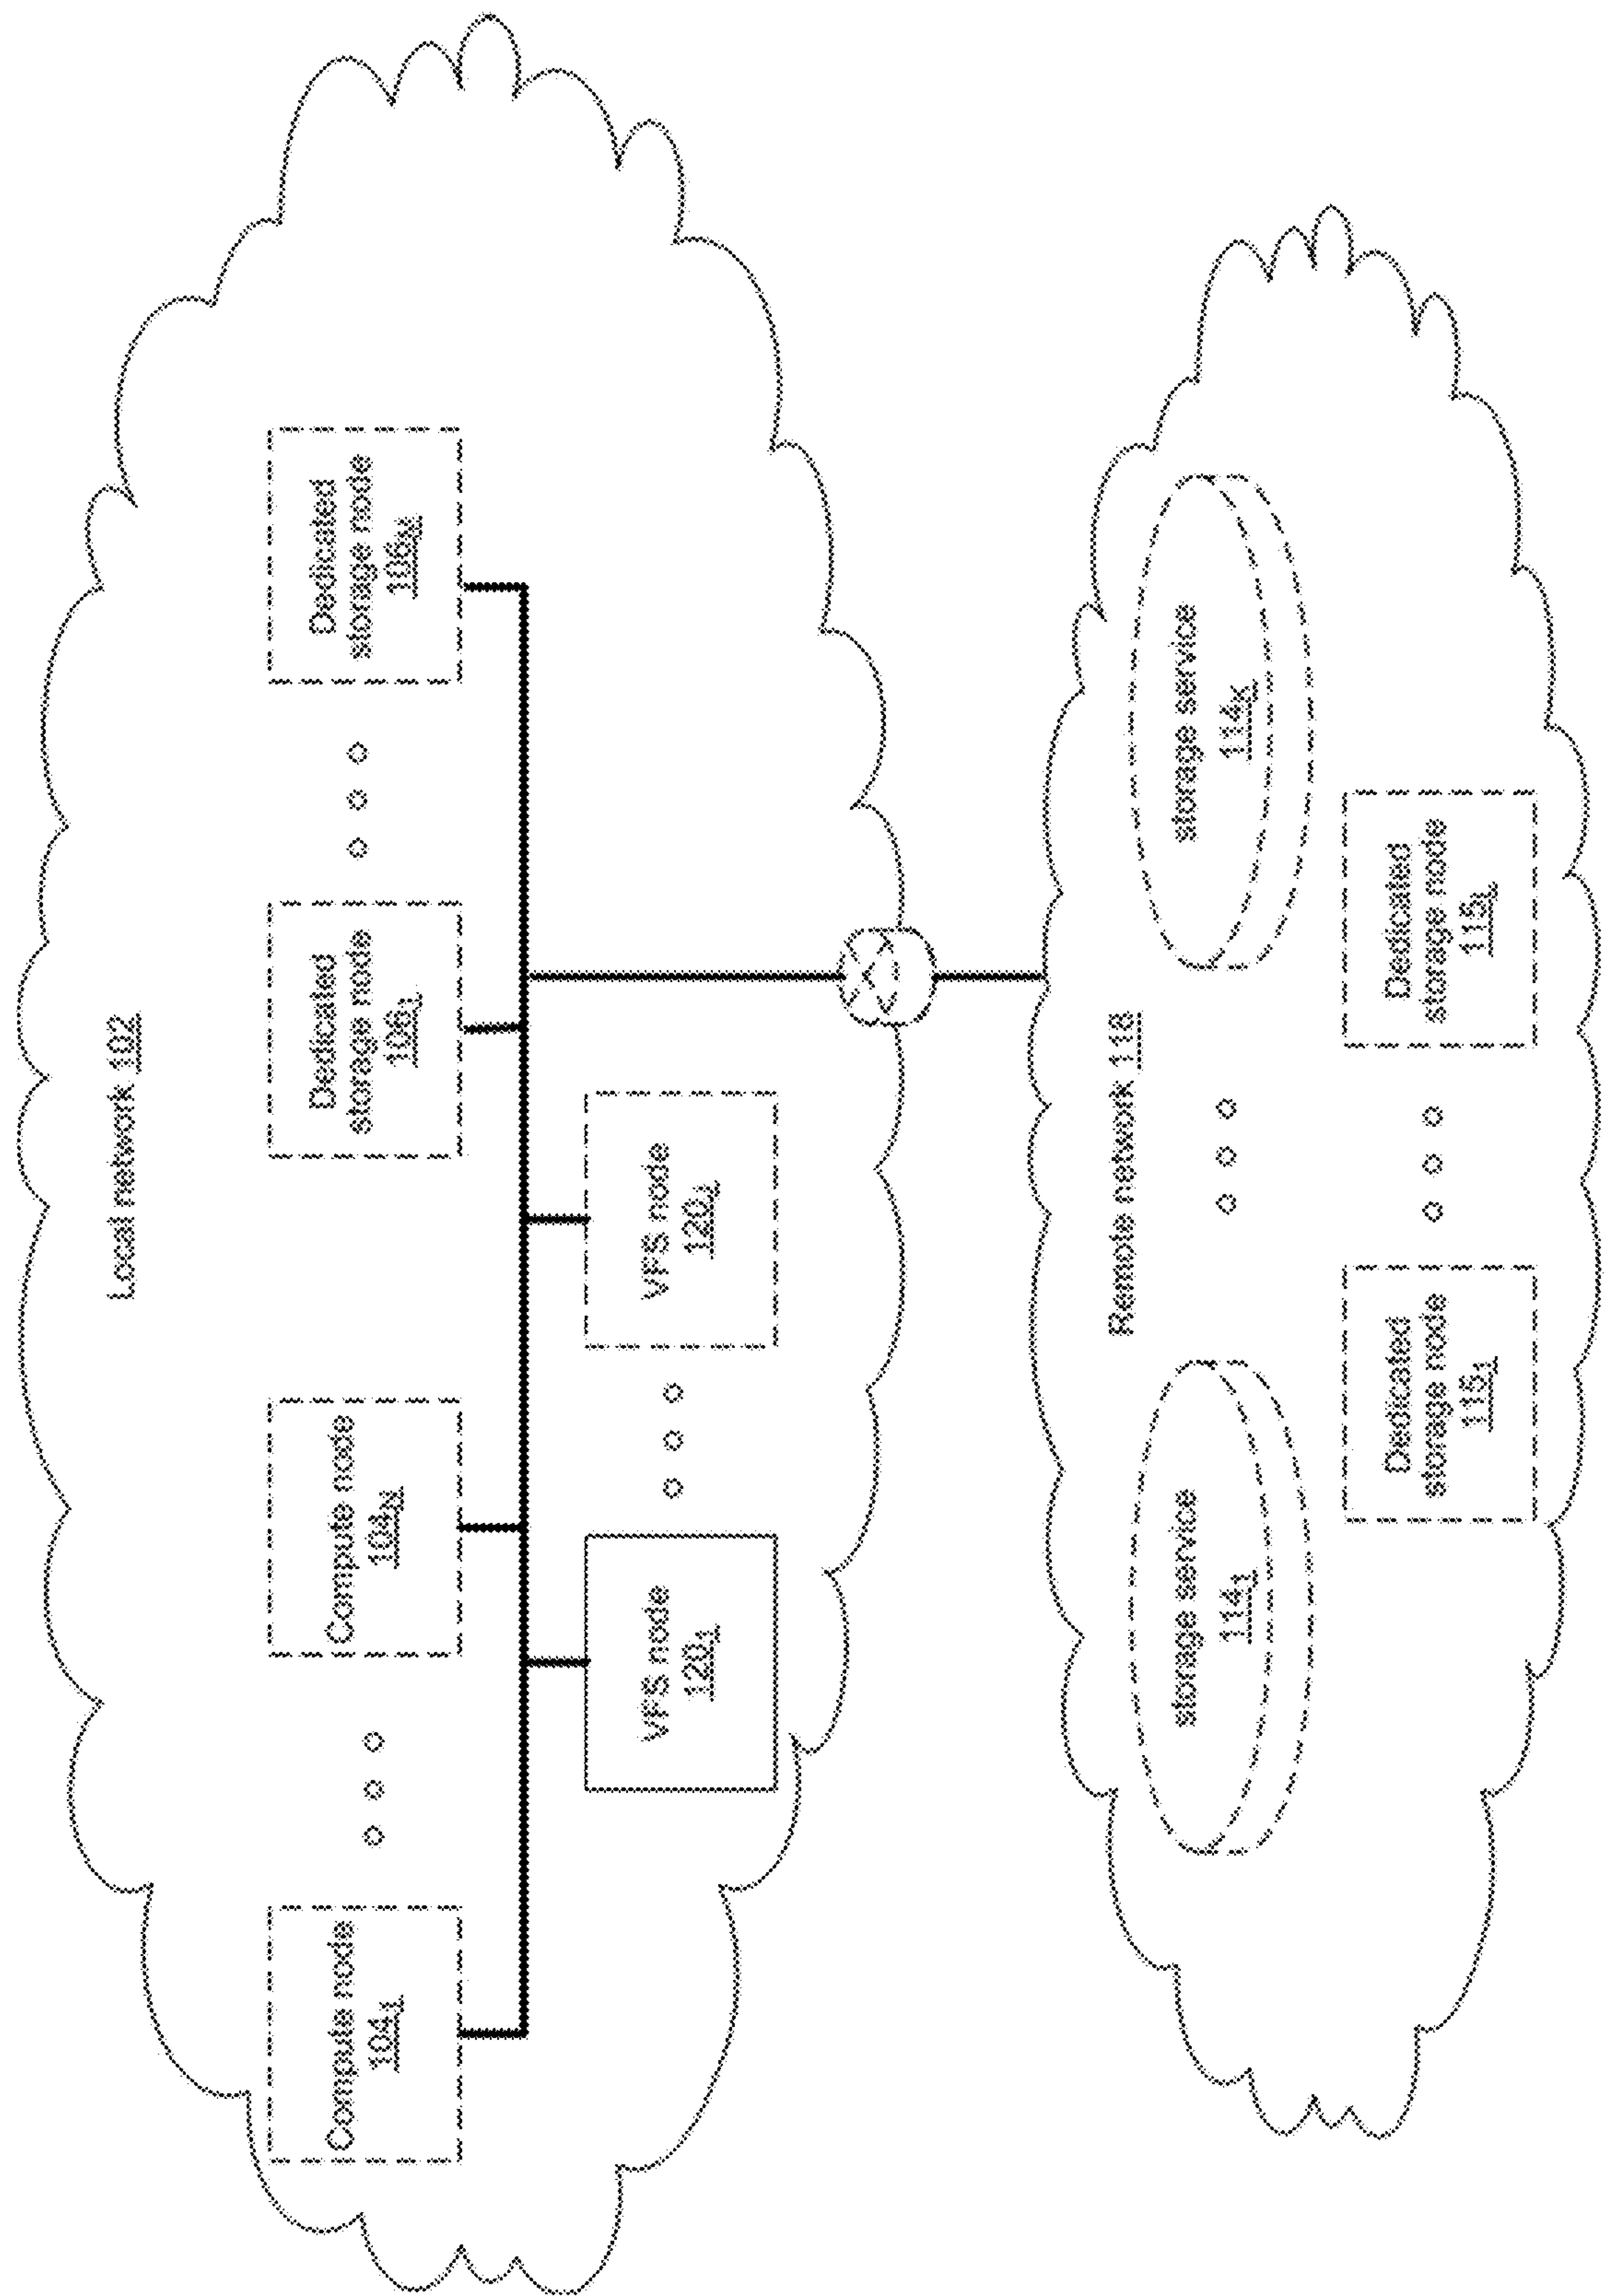 Local network 102
Compute node
104₁
Compute node
104N
Dedicated
storage node
106₁
Dedicated
storage node
106M
VFS node
120₁
VFS node
120J
Remote network 118
storage service
114₁
storage service
114K
Dedicated
storage node
115₁
Dedicated
storage node
115L